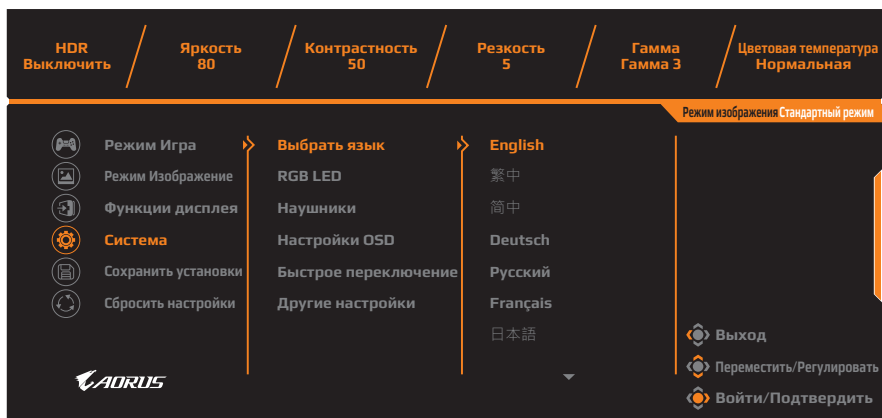 HDR
Выключить
Яркость
80
Контрастность
50
Резкость
5
Гамма
Гамма 3
Цветовая температура
Нормальная
Режим изображения Стандартный режим
Режим Игра
Режим Изображение
Функции дисплея
Система
Сохранить установки
Сбросить настройки
Выбрать язык
RGB LED
Наушники
Настройки OSD
Быстрое переключение
Другие настройки
English
繁中
简中
Deutsch
Русский
Français
日本語
Выход
Переместить/Регулировать
Войти/Подтвердить
AORUS